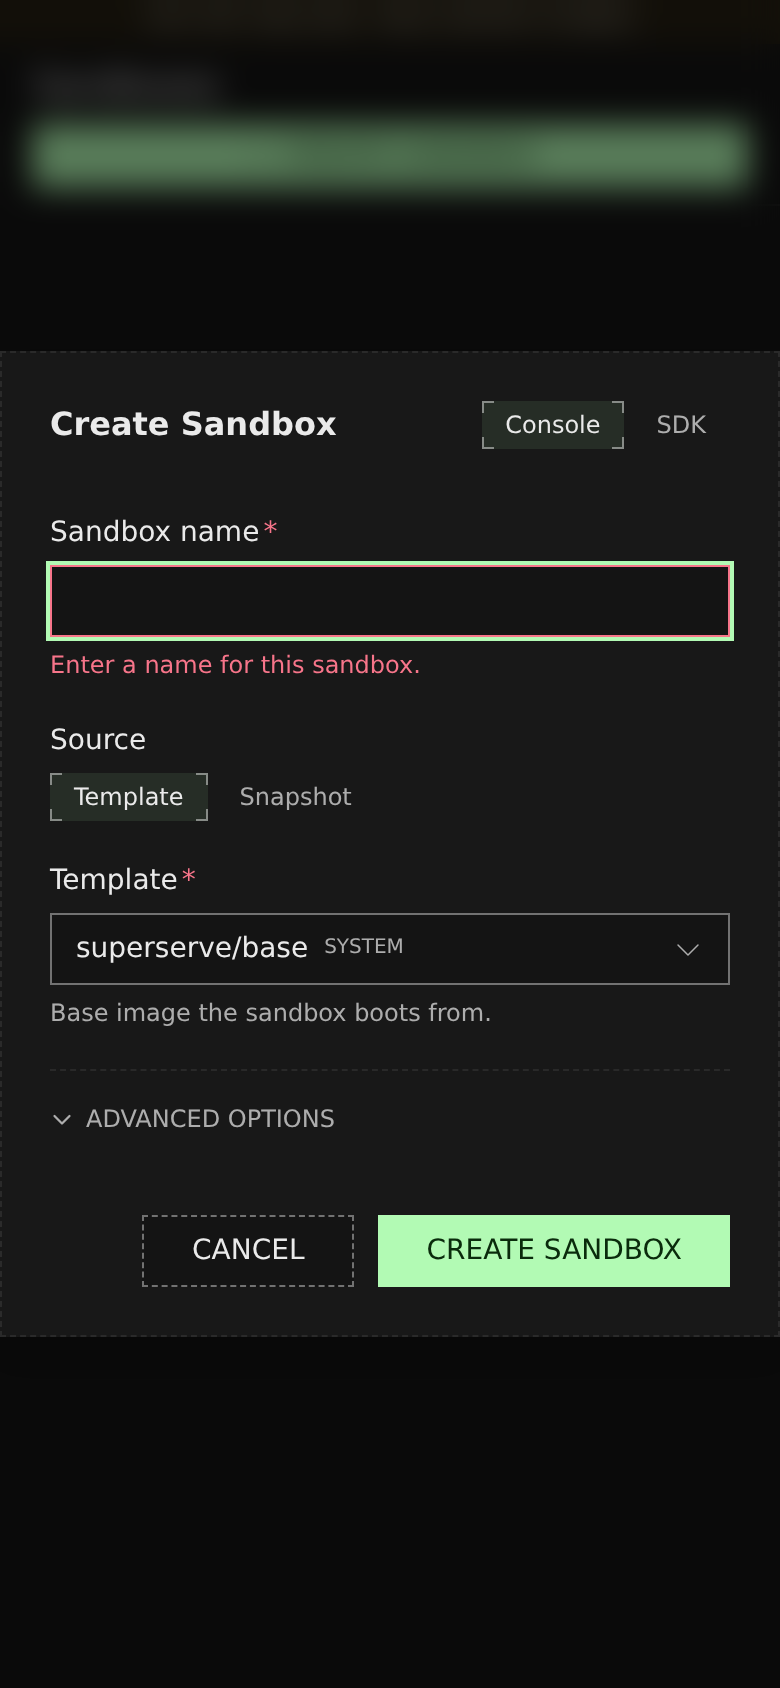 Create Sandbox
Console
SDK
Sandbox name*
Enter a name for this sandbox.
Source
Template
Snapshot
Template*
superserve/base SYSTEM
Base image the sandbox boots from.
ADVANCED OPTIONS
CANCEL
CREATE SANDBOX